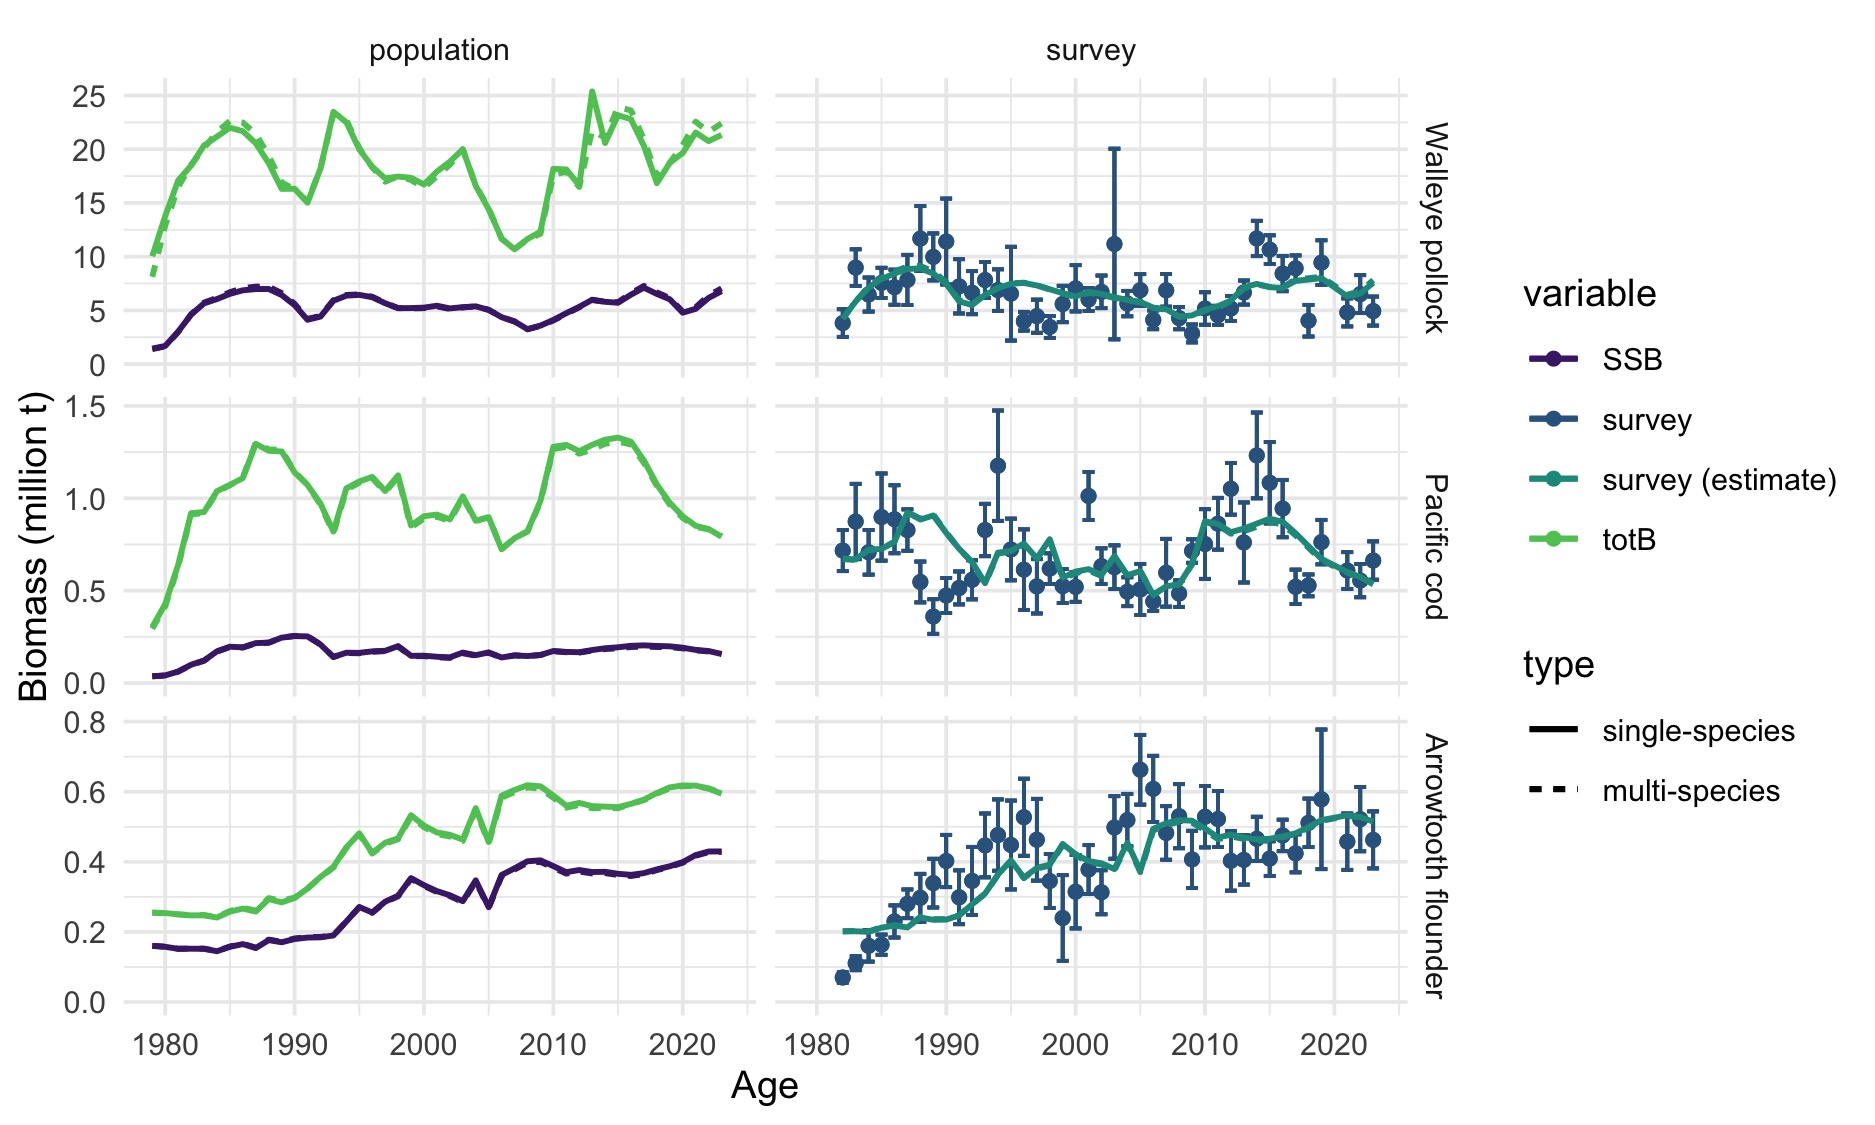 population
survey
25
20
15
10
5
0
Walleye pollock
Biomass (million t)
1.5
1.0
0.5
0.0
Pacific cod
0.8
0.6
0.4
0.2
0.0
Arrowtooth flounder
1980 1990 2000 2010 2020
1980 1990 2000 2010 2020
Age
variable
SSB
survey
survey (estimate)
totB
type
single-species
multi-species